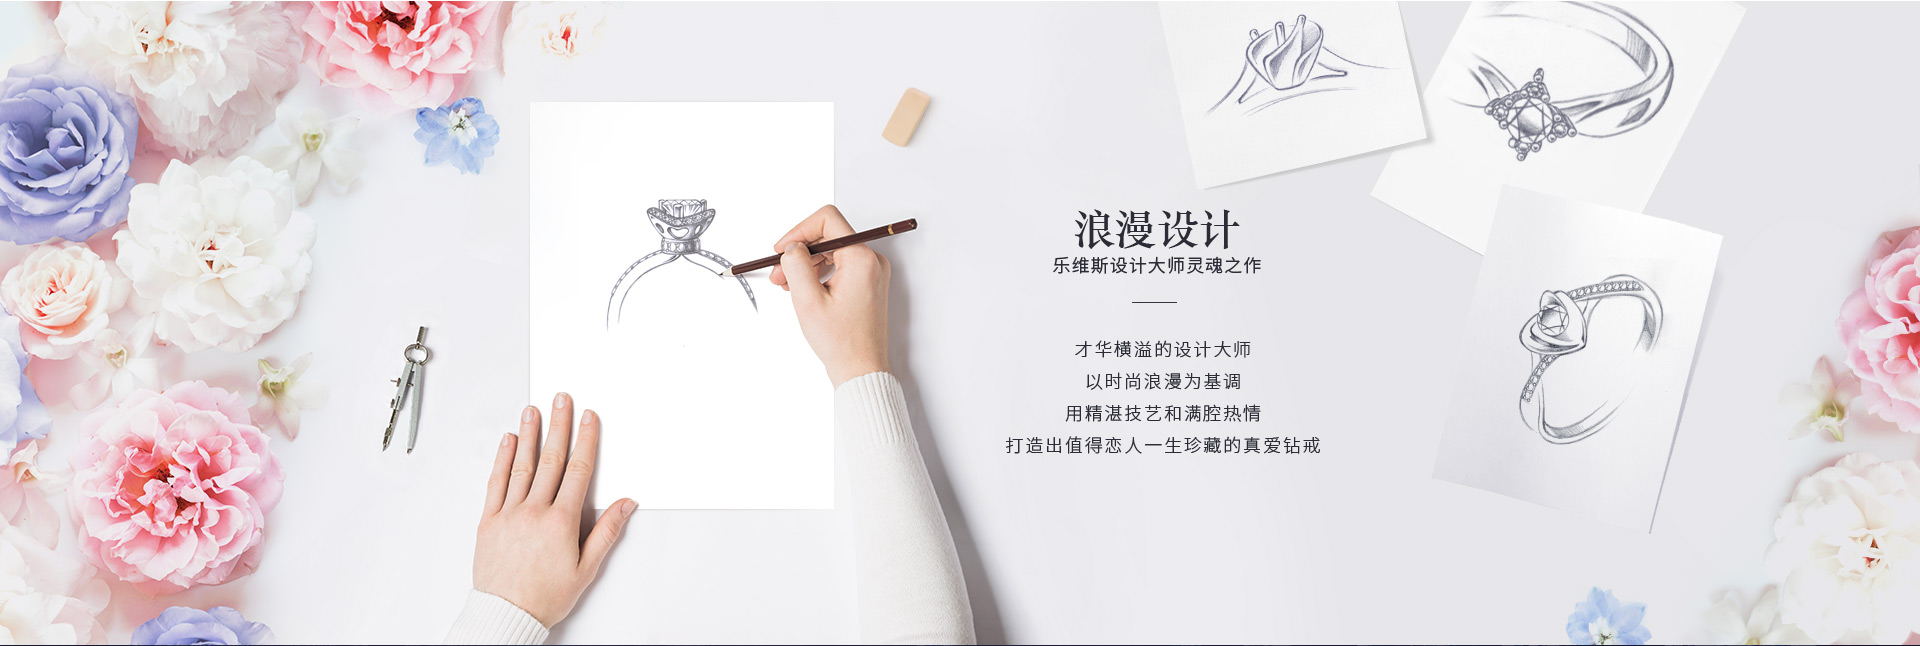 浪漫设计
乐维斯设计大师灵魂之作
才华横溢的设计大师
以时尚浪漫为基调
用精湛技艺和满腔热情
打造出值得恋人一生珍藏的真爱钻戒